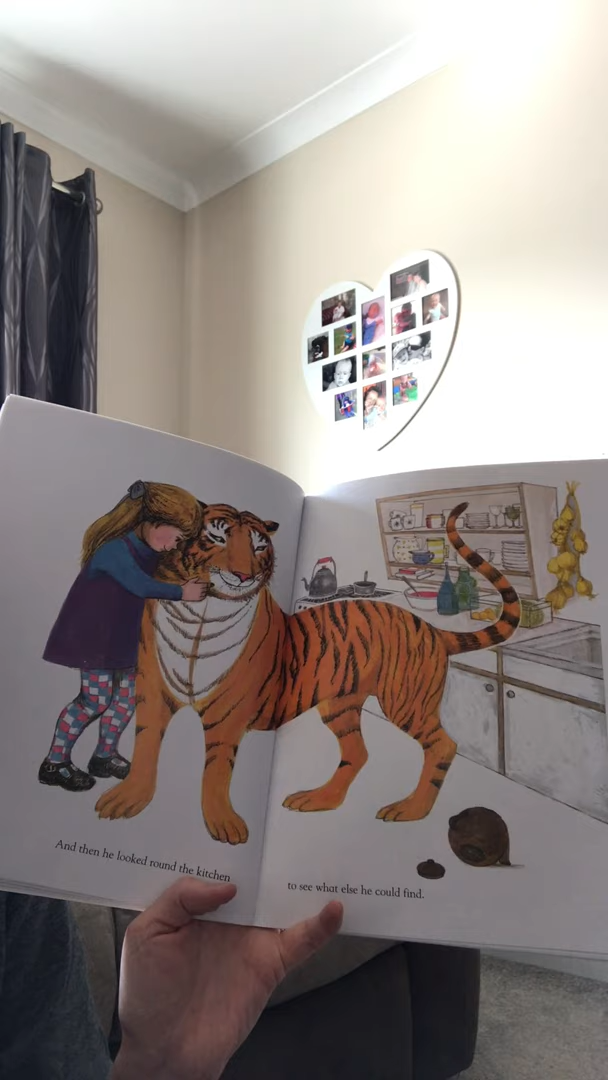 And then he looked round the kitchen
to see what else he could find.